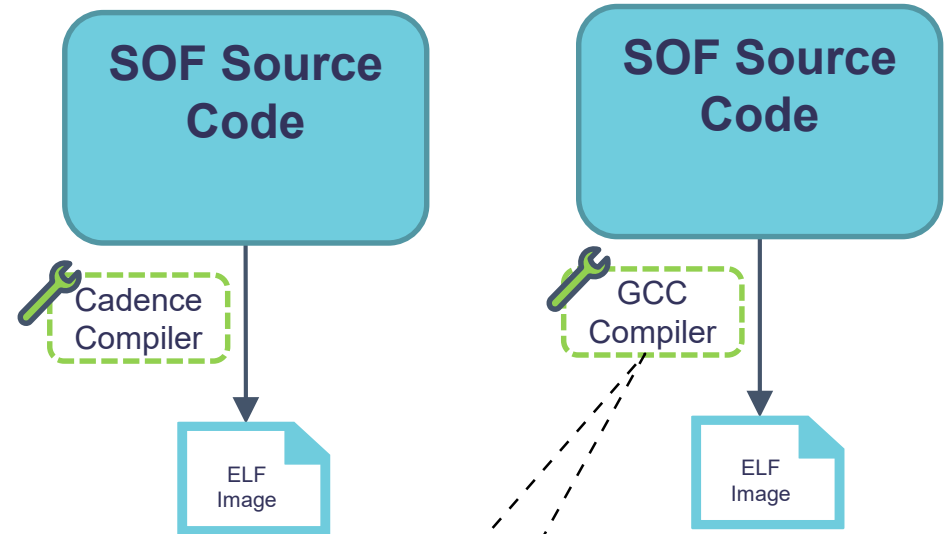 SOF Source
Code
Cadence
Compiler
ELF
Image
SOF Source
Code
GCC
Compiler
ELF
Image